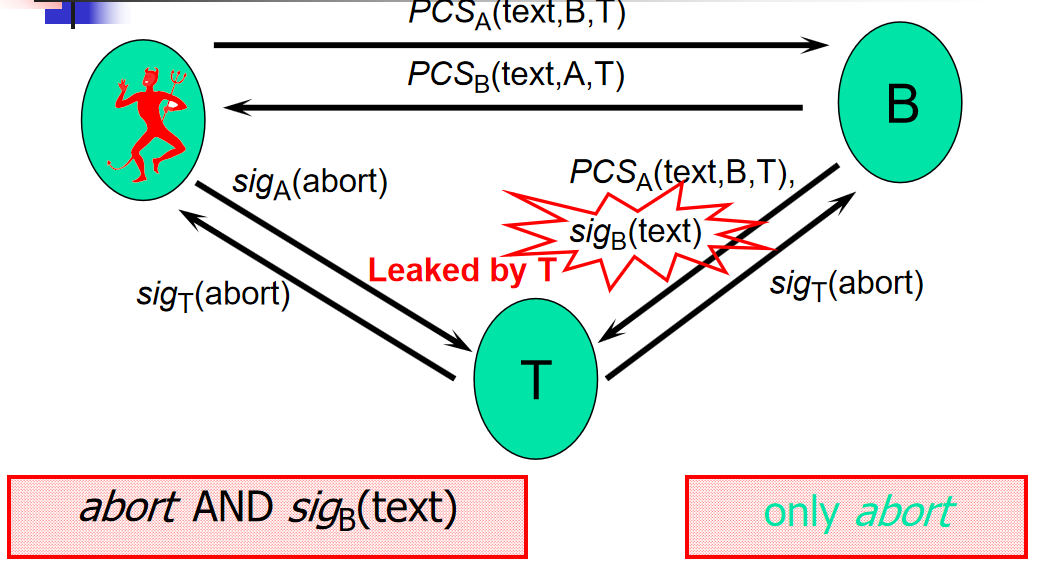 PCS_A(text,B,T)
PCS_B(text,A,T)
B
sig_A(abort)
PCS_A(text,B,T),
sig_B(text)
Leaked by T
sig_T(abort)
sig_T(abort)
T
abort AND sig_B(text)
only abort